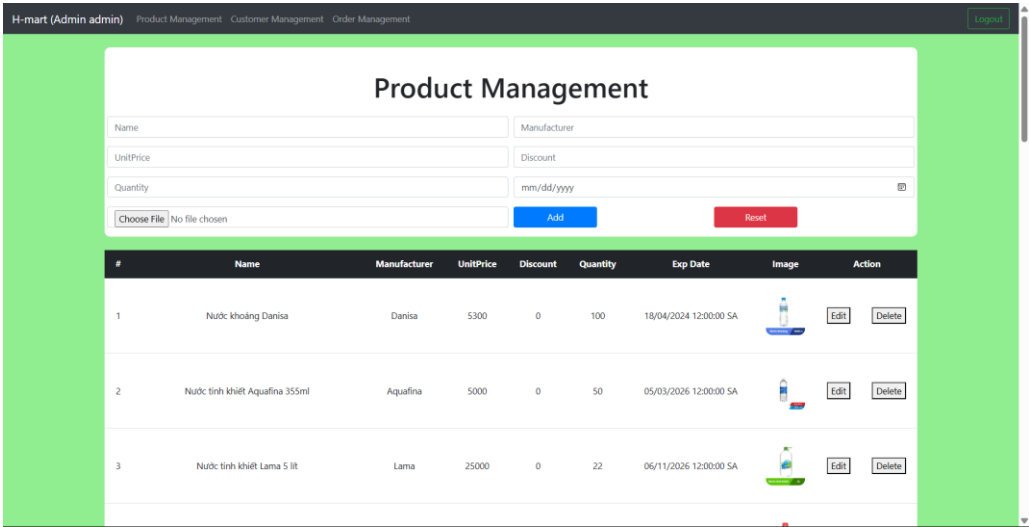 H-mart (Admin admin) Product Management Customer Management Order Management Logout
Product Management
Name Manufacturer
UnitPrice Discount
Quantity mm/dd/yyyy
Choose File No file chosen Add Reset
# Name Manufacturer UnitPrice Discount Quantity Exp Date Image Action
1 Nước khoáng Danisa Danisa 5300 0 100 18/04/2024 12:00:00 SA Edit Delete
2 Nước tinh khiết Aquafina 355ml Aquafina 5000 0 50 05/03/2026 12:00:00 SA Edit Delete
3 Nước tinh khiết Lama 5 lít Lama 25000 0 22 06/11/2026 12:00:00 SA Edit Delete